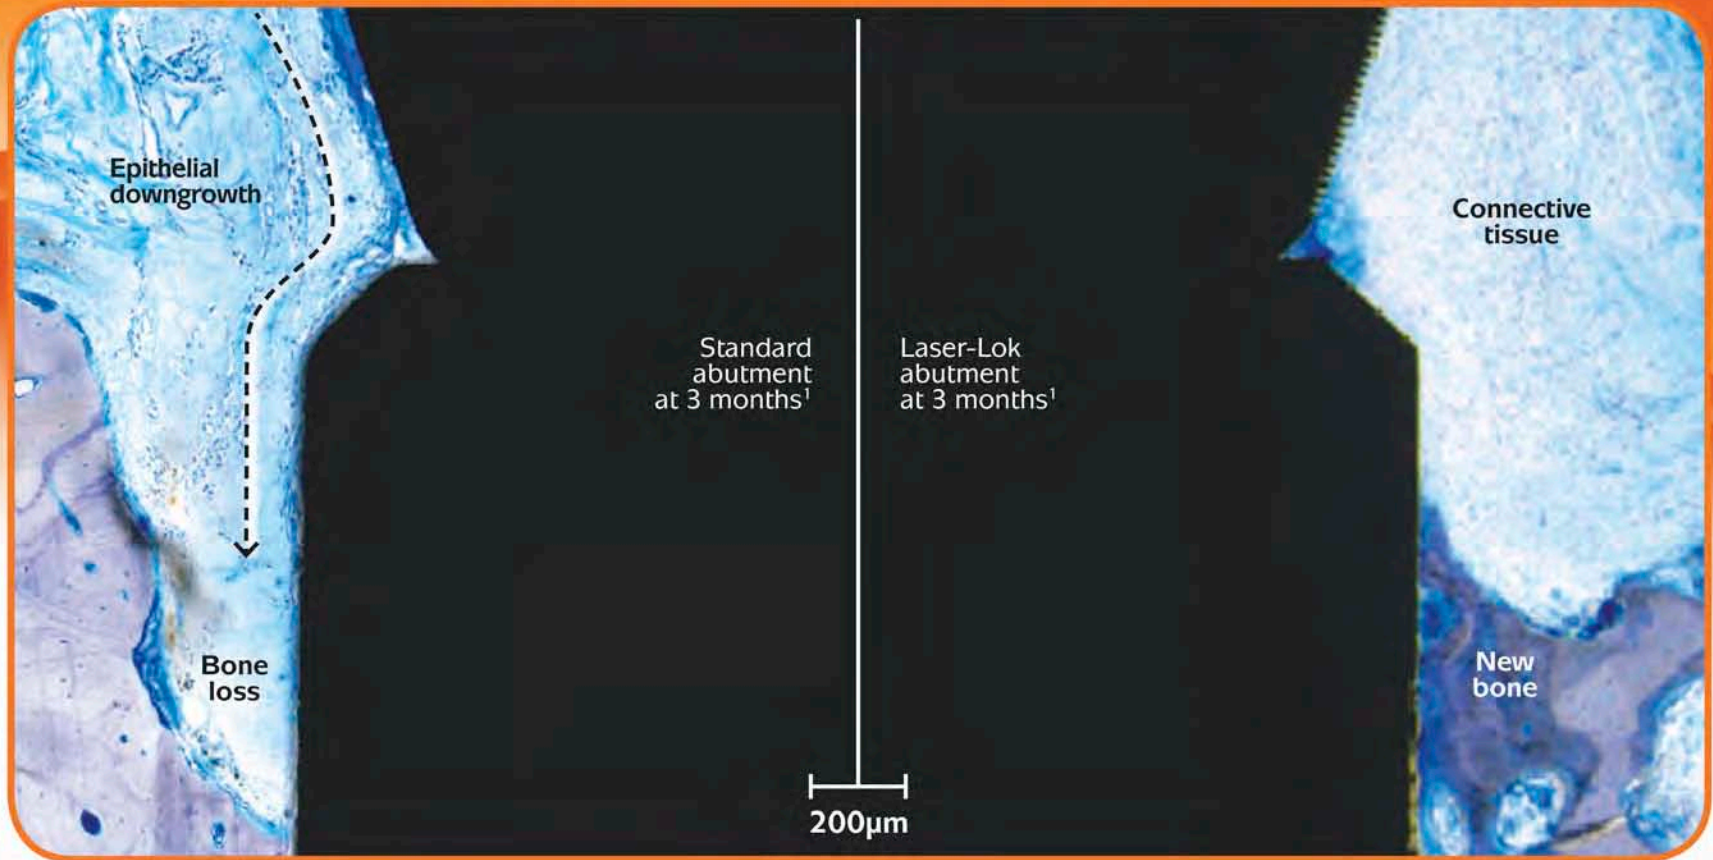 Epithelial
downgrowth
Bone
loss
Standard
abutment
at 3 months¹
Laser-Lok
abutment
at 3 months¹
200µm
Connective
tissue
New
bone